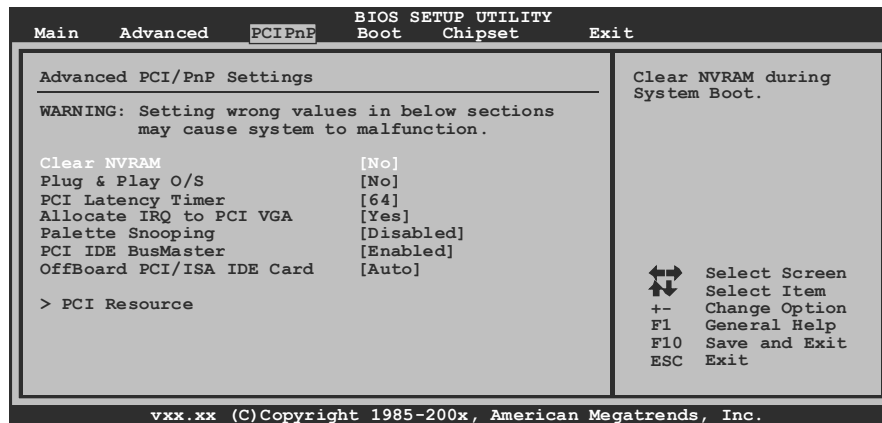 BIOS SETUP UTILITY
Main Advanced PCIPnP Boot Chipset Exit
Advanced PCI/PnP Settings
WARNING: Setting wrong values in below sections
may cause system to malfunction.
Clear NVRAM [No]
Plug & Play O/S [No]
PCI Latency Timer [64]
Allocate IRQ to PCI VGA [Yes]
Palette Snooping [Disabled]
PCI IDE BusMaster [Enabled]
OffBoard PCI/ISA IDE Card [Auto]
> PCI Resource
Clear NVRAM during
System Boot.
Select Screen
Select Item
+- Change Option
F1 General Help
F10 Save and Exit
ESC Exit
vxx.xx (C)Copyright 1985-200x, American Megatrends, Inc.